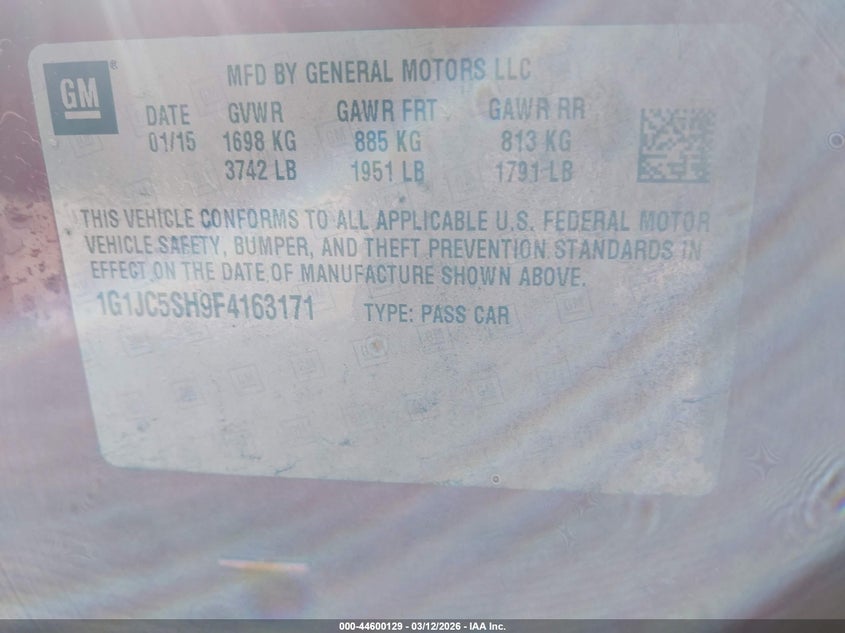 GM®
MFD BY GENERAL MOTORS LLC
DATE GVWR GAWR FRT GAWR RR
01/15 1698 KG 885 KG 813 KG
3742 LB 1951 LB 1791 LB
THIS VEHICLE CONFORMS TO ALL APPLICABLE U.S. FEDERAL MOTOR
VEHICLE SAFETY, BUMPER, AND THEFT PREVENTION STANDARDS IN
EFFECT ON THE DATE OF MANUFACTURE SHOWN ABOVE.
1G1JC5SH9F4163171 TYPE: PASS CAR
000-44600129 - 03/12/2026 - IAA Inc.